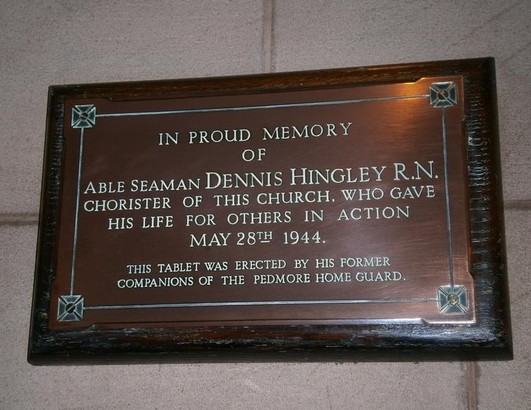 IN PROUD MEMORY
OF
ABLE SEAMAN DENNIS HINGLEY R.N.
CHORISTER OF THIS CHURCH, WHO GAVE
HIS LIFE FOR OTHERS IN ACTION
MAY 28TH 1944.
THIS TABLET WAS ERECTED BY HIS FORMER
COMPANIONS OF THE PEDMORE HOME GUARD.